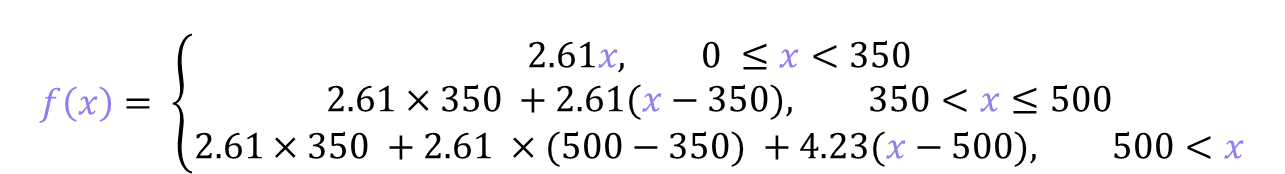 2.61x, 0 ≤ x < 350
f(x) = { 2.61 × 350 + 2.61(x − 350), 350 < x ≤ 500
2.61 × 350 + 2.61 × (500 − 350) + 4.23(x − 500), 500 < x